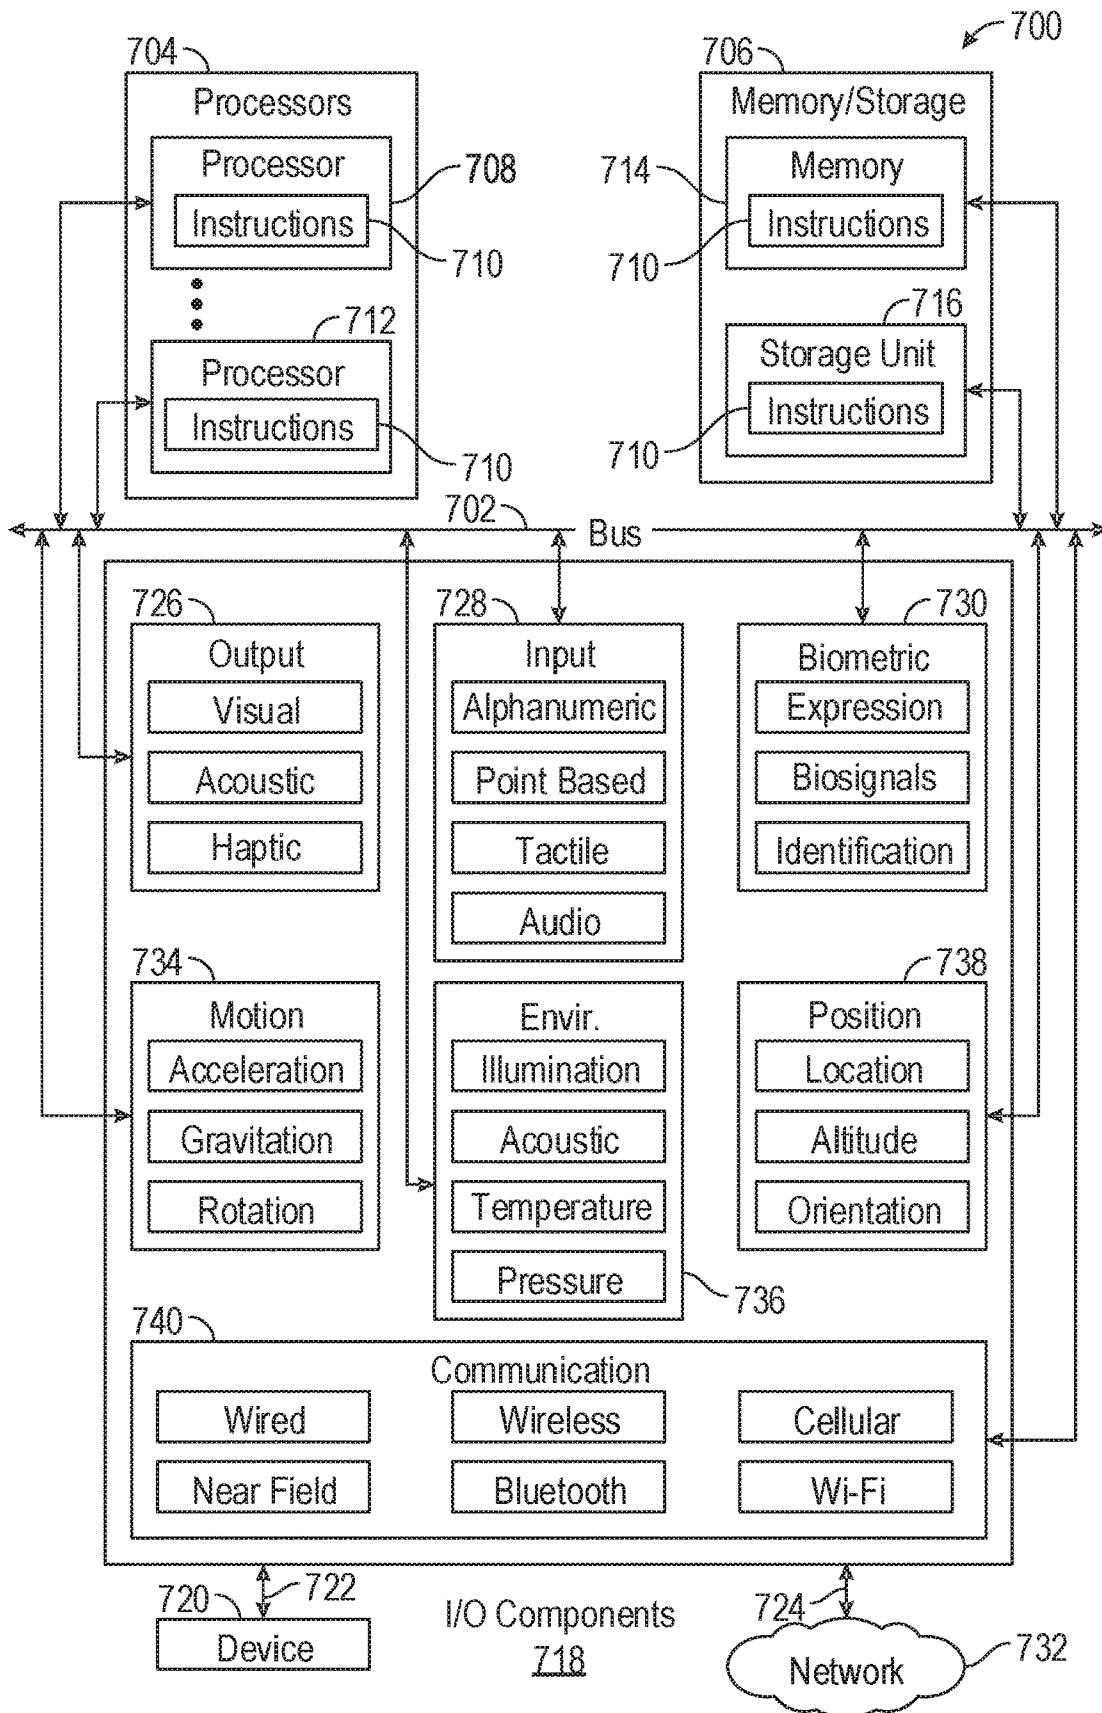 700
704
706
Processors
Memory/Storage
Processor
708
714
Memory
Instructions
Instructions
710
710
712
716
Processor
Storage Unit
Instructions
Instructions
710
710
702
Bus
726
728
730
Output
Input
Biometric
Visual
Alphanumeric
Expression
Acoustic
Point Based
Biosignals
Haptic
Tactile
Identification
Audio
734
738
Motion
Envir.
Position
Acceleration
Illumination
Location
Gravitation
Acoustic
Altitude
Rotation
Temperature
Orientation
Pressure
736
740
Communication
Wired
Wireless
Cellular
Near Field
Bluetooth
Wi-Fi
720
722
I/O Components
724
Device
718
Network
732